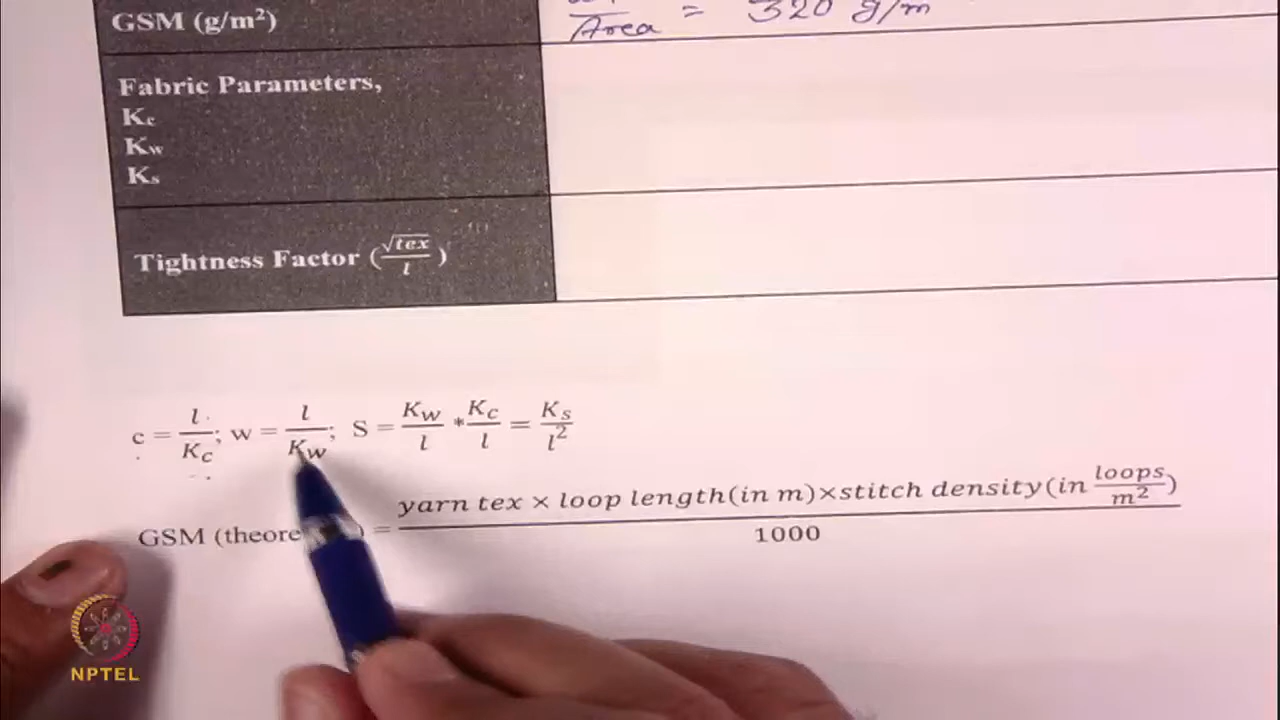 GSM (g/m²)
Area = 320 g/m
Fabric Parameters,
Kc
Kw
Ks
Tightness Factor (√tex/l)
c = l/Kc; w = l/Kw; S = Kw/l * Kc/l = Ks/l²
GSM (theore ) = yarn tex × loop length(in m)×stitch density(in loops/m²)/1000
NPTEL